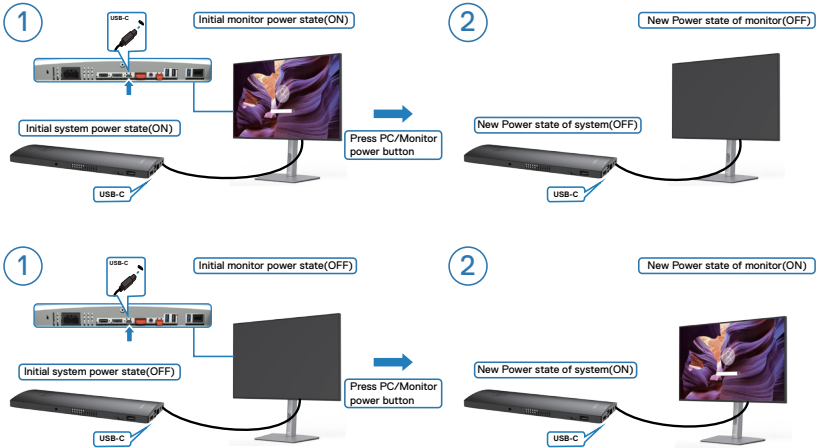 1
USB-C
Initial monitor power state(ON)
2
New Power state of monitor(OFF)
Initial system power state(ON)
Press PC/Monitor
power button
New Power state of system(OFF)
USB-C
USB-C
1
USB-C
Initial monitor power state(OFF)
2
New Power state of monitor(ON)
Initial system power state(OFF)
Press PC/Monitor
power button
New Power state of system(ON)
USB-C
USB-C